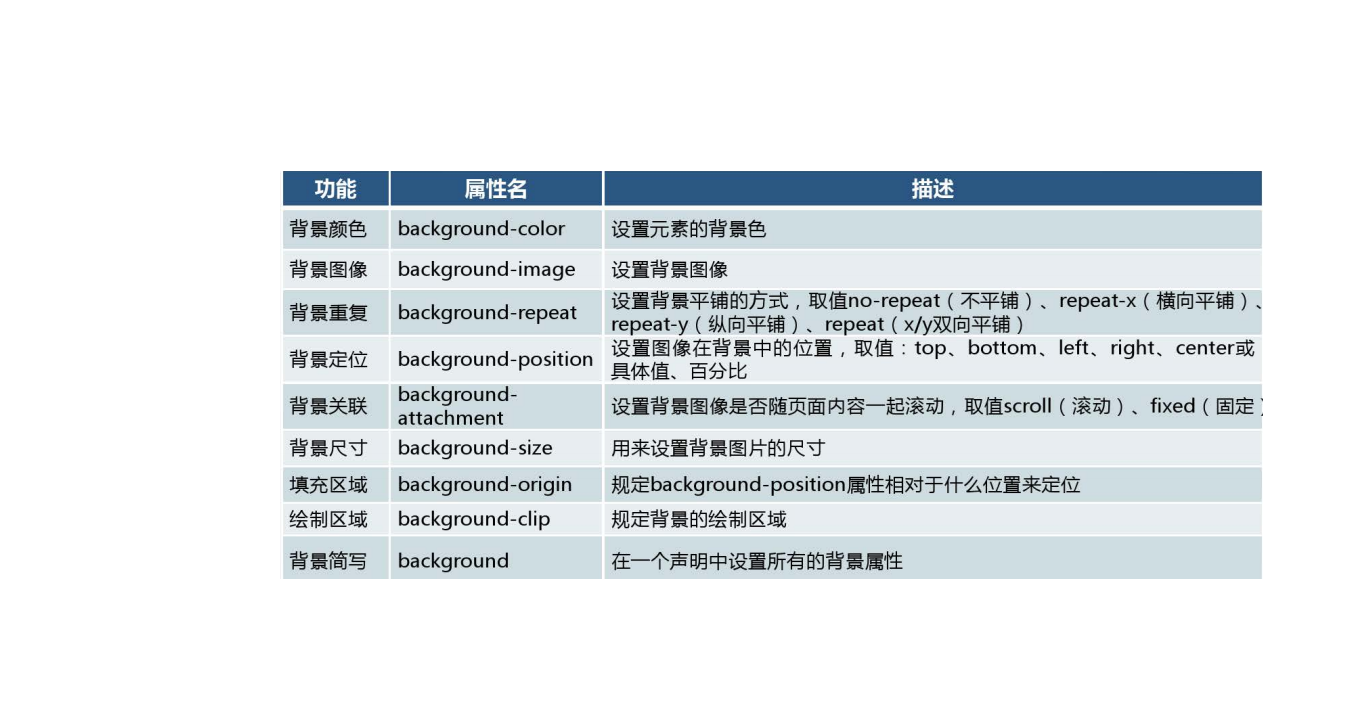 功能 属性名 描述
背景颜色 background-color 设置元素的背景色
背景图像 background-image 设置背景图像
背景重复 background-repeat 设置背景平铺的方式，取值no-repeat（不平铺）、repeat-x（横向平铺）、
repeat-y（纵向平铺）、repeat（x/y双向平铺）
背景定位 background-position 设置图像在背景中的位置，取值：top、bottom、left、right、center或
具体值、百分比
背景关联 background-
attachment 设置背景图像是否随页面内容一起滚动，取值scroll（滚动）、fixed（固定）
背景尺寸 background-size 用来设置背景图片的尺寸
填充区域 background-origin 规定background-position属性相对于什么位置来定位
绘制区域 background-clip 规定背景的绘制区域
背景简写 background 在一个声明中设置所有的背景属性